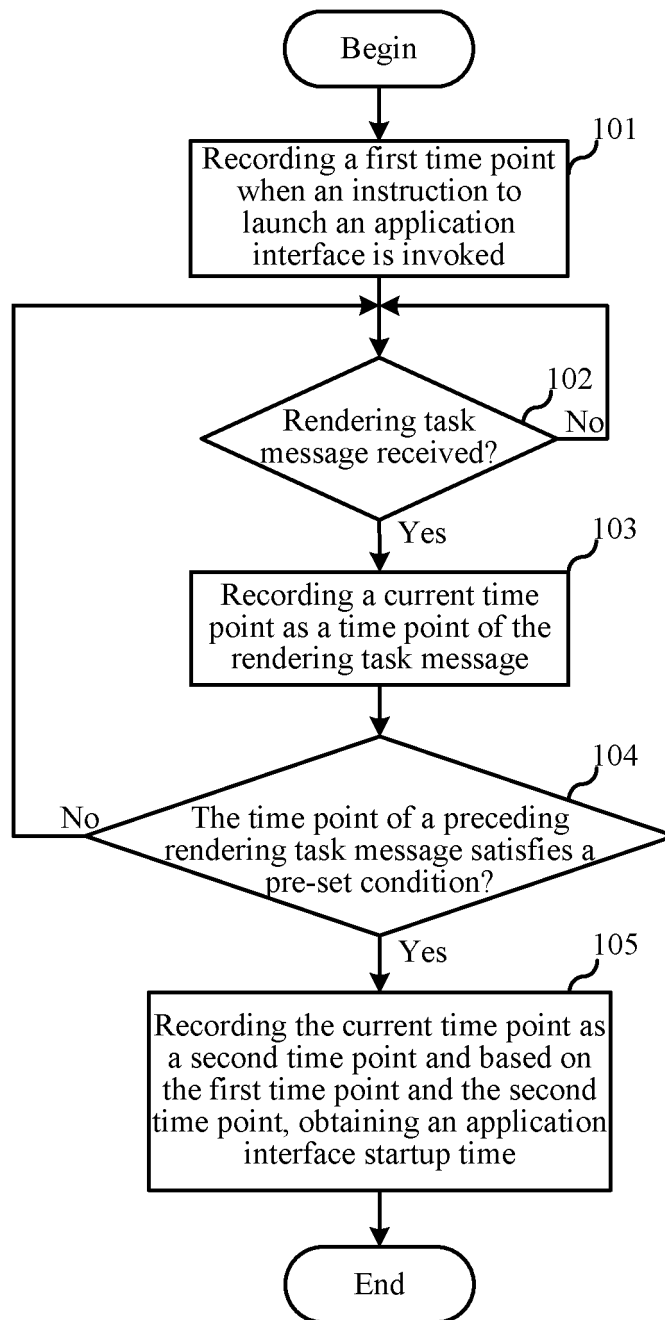 Begin
101
Recording a first time point
when an instruction to
launch an application
interface is invoked
102
Rendering task
message received?
No
Yes
103
Recording a current time
point as a time point of the
rendering task message
104
No
The time point of a preceding
rendering task message satisfies a
pre-set condition?
Yes
105
Recording the current time point as
a second time point and based on
the first time point and the second
time point, obtaining an application
interface startup time
End